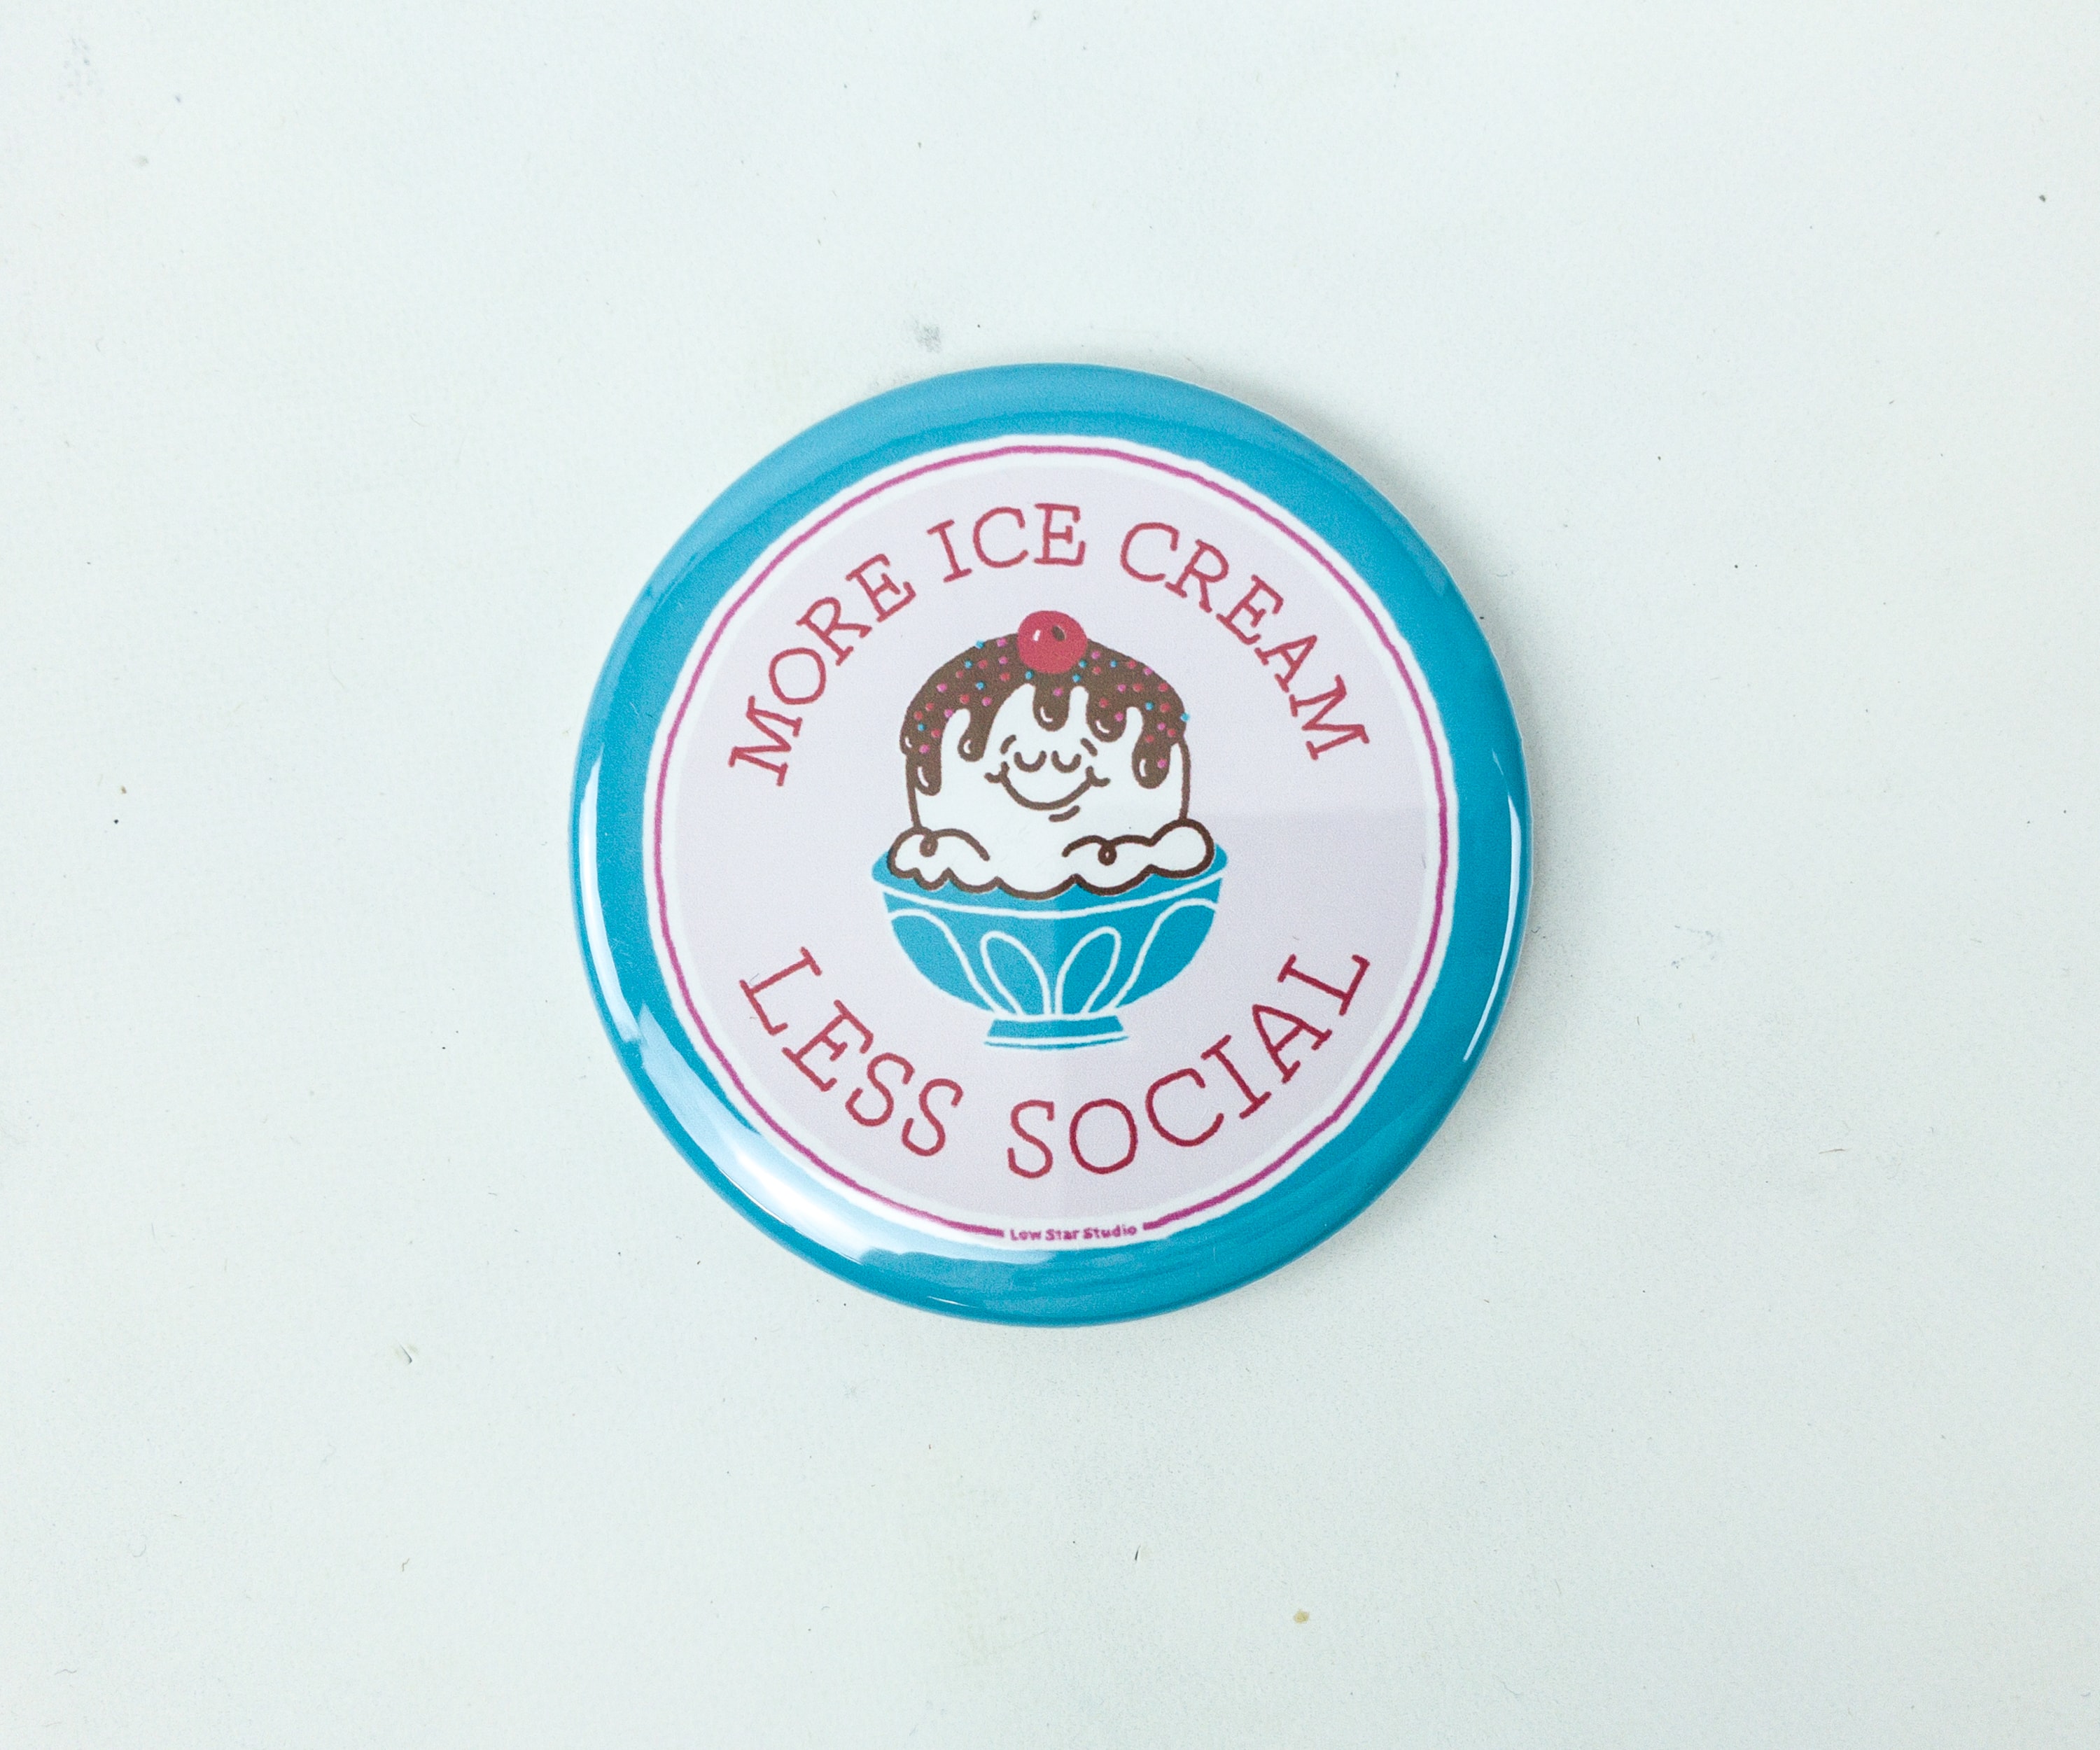 MORE ICE CREAM
LESS SOCIAL
Low Star Studio